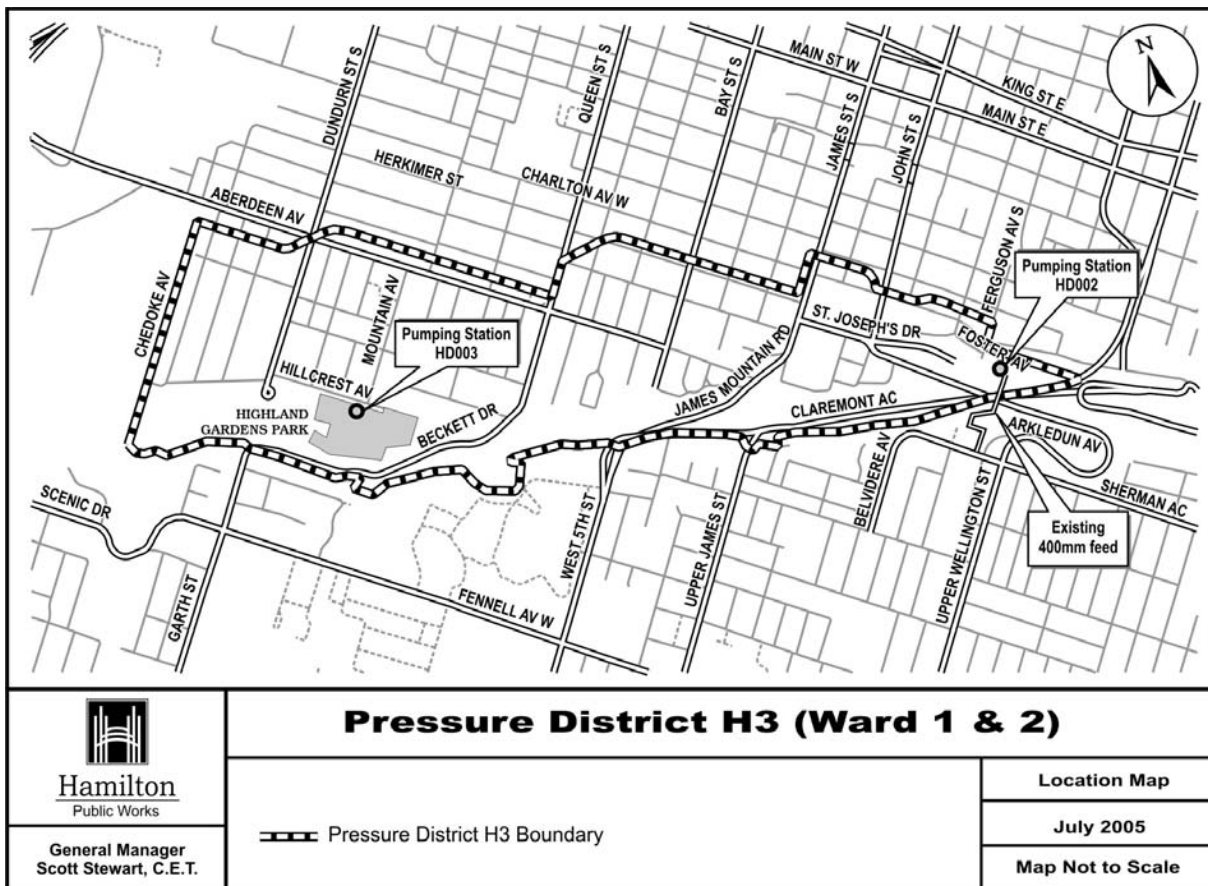 N
MAIN ST W
KING ST E
MAIN ST E
DUNDURN ST S
QUEEN ST S
BAY ST S
JAMES ST S
JOHN ST S
HERKIMER ST
CHARLTON AV W
ABERDEEN AV
FERGUSON AV S
Pumping Station
HD002
CHEDOKE AV
MOUNTAIN AV
Pumping Station
HD003
ST. JOSEPH'S DR
FOSTER AV
HILLCREST AV
JAMES MOUNTAIN RD
CLAREMONT AC
HIGHLAND
GARDENS PARK
BECKETT DR
ARKLEDUN AV
BELVIDERE AV
SHERMAN AC
SCENIC DR
WEST 5TH ST
UPPER JAMES ST
UPPER WELLINGTON ST
Existing
400mm feed
GARTH ST
FENNELL AV W
Hamilton
Public Works
General Manager
Scott Stewart, C.E.T.
Pressure District H3 (Ward 1 & 2)
Pressure District H3 Boundary
Location Map
July 2005
Map Not to Scale